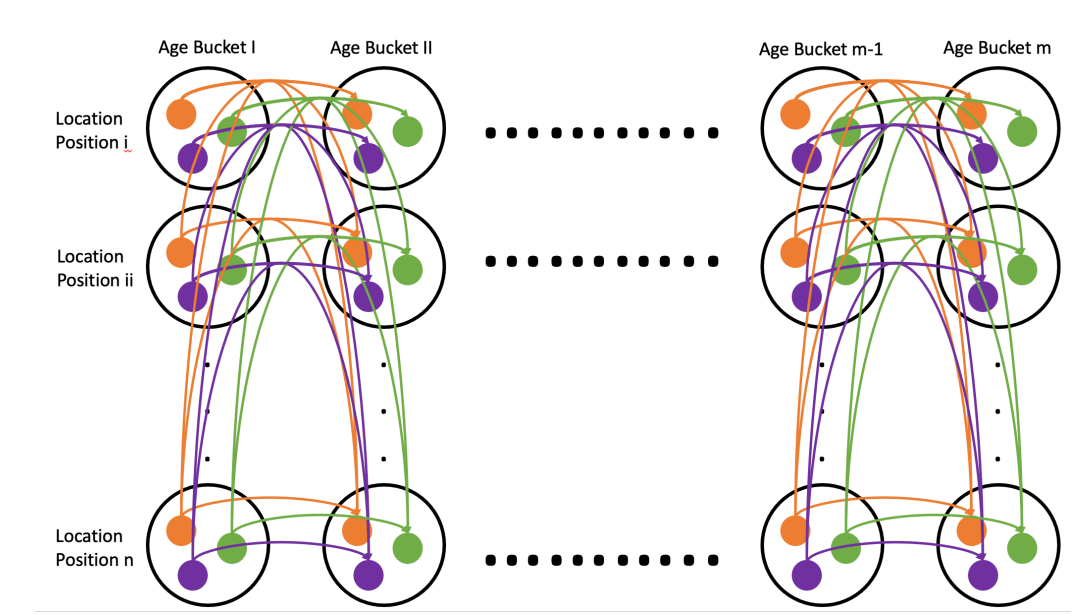 Age Bucket I
Age Bucket II
Age Bucket m-1
Age Bucket m
Location
Position i
Location
Position ii
Location
Position n